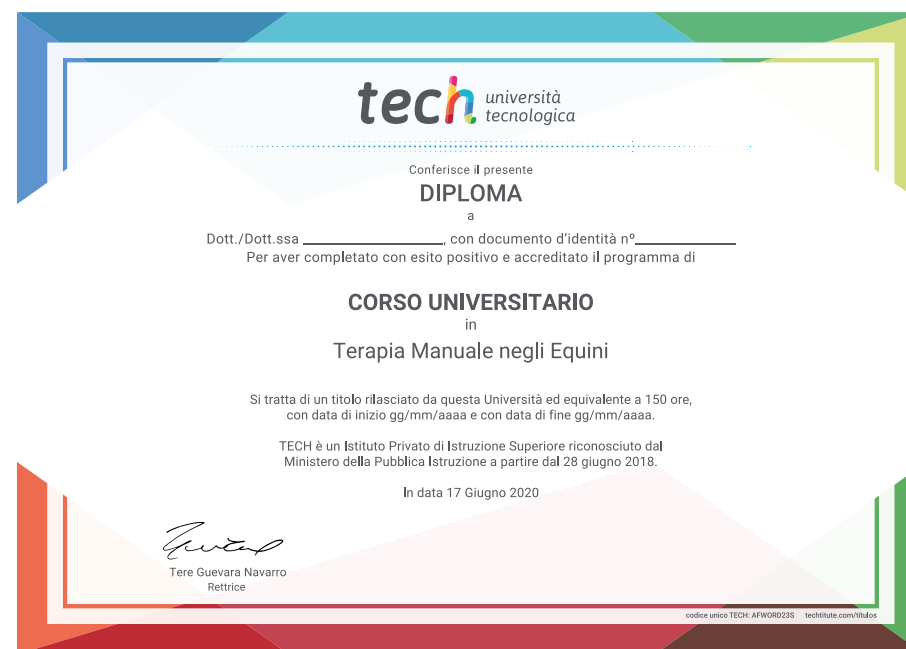 tech università
tecnologica
Conferisce il presente
DIPLOMA
a
Dott./Dott.ssa ____________________, con documento d'identità nº______________
Per aver completato con esito positivo e accreditato il programma di
CORSO UNIVERSITARIO
in
Terapia Manuale negli Equini
Si tratta di un titolo rilasciato da questa Università ed equivalente a 150 ore,
con data di inizio gg/mm/aaaa e con data di fine gg/mm/aaaa.
TECH è un Istituto Privato di Istruzione Superiore riconosciuto dal
Ministero della Pubblica Istruzione a partire dal 28 giugno 2018.
In data 17 Giugno 2020
Tere Guevara Navarro
Rettrice
codice unico TECH: AFWORD23S techtitute.com/titulos